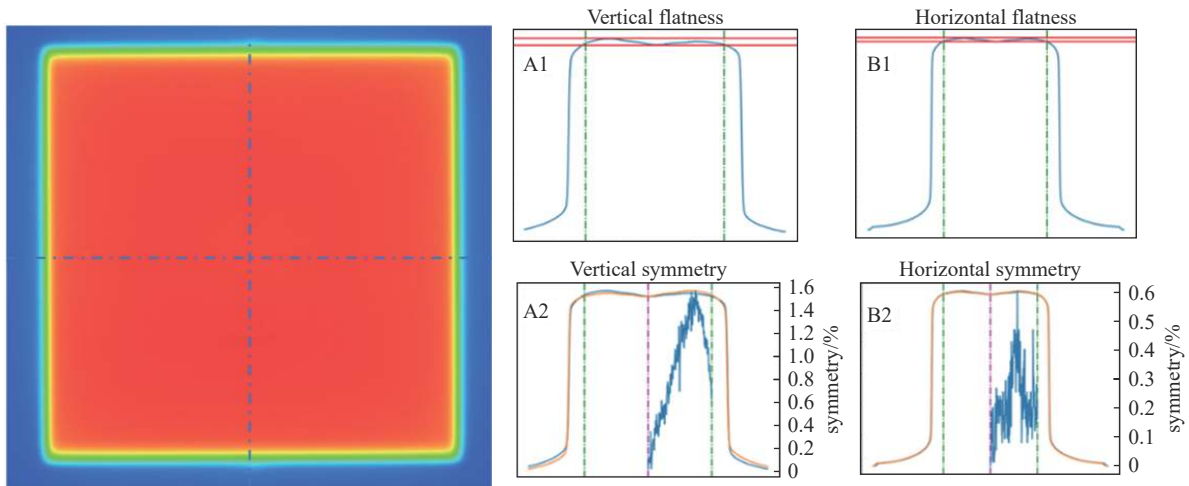 Vertical flatness
Horizontal flatness
A1
B1
Vertical symmetry
Horizontal symmetry
A2
B2
1.6
1.4
1.2
1.0
0.8
0.6
0.4
0.2
0
symmetry/%
0.6
0.5
0.4
0.3
0.2
0.1
0
symmetry/%